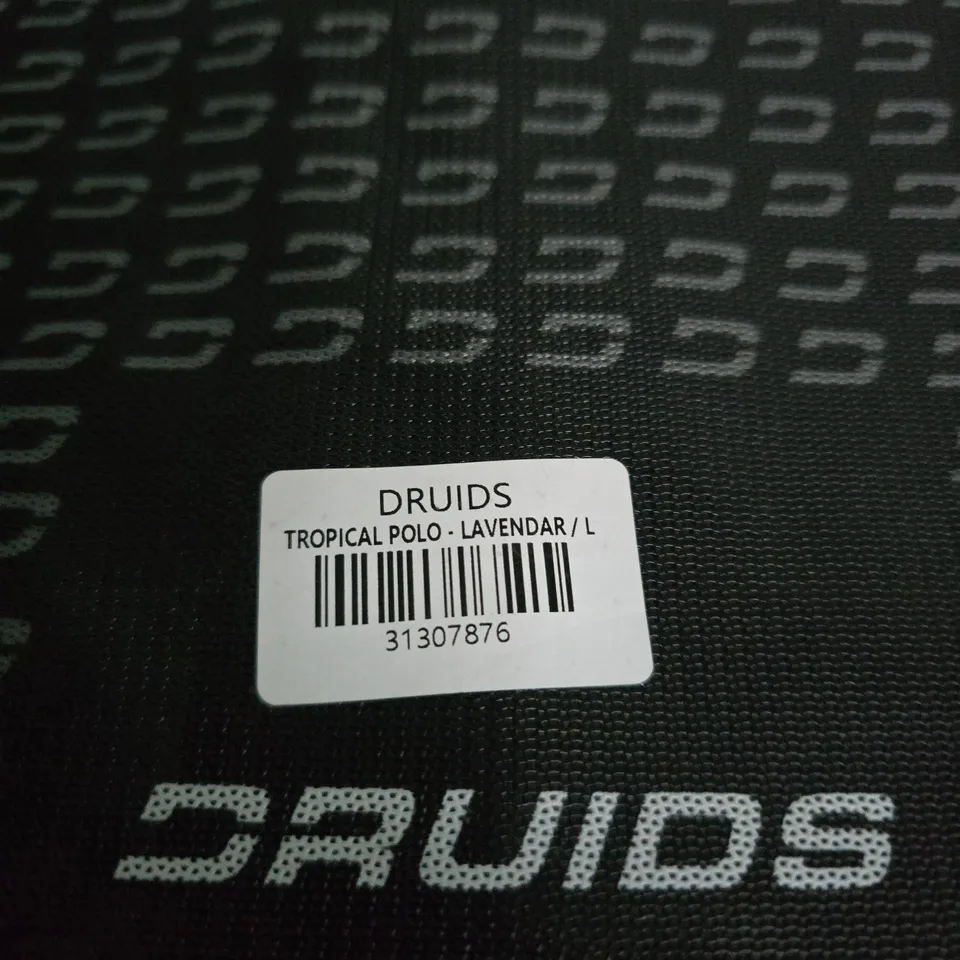 DRUIDS
TROPICAL POLO - LAVENDAR / L
31307876
DRUIDS